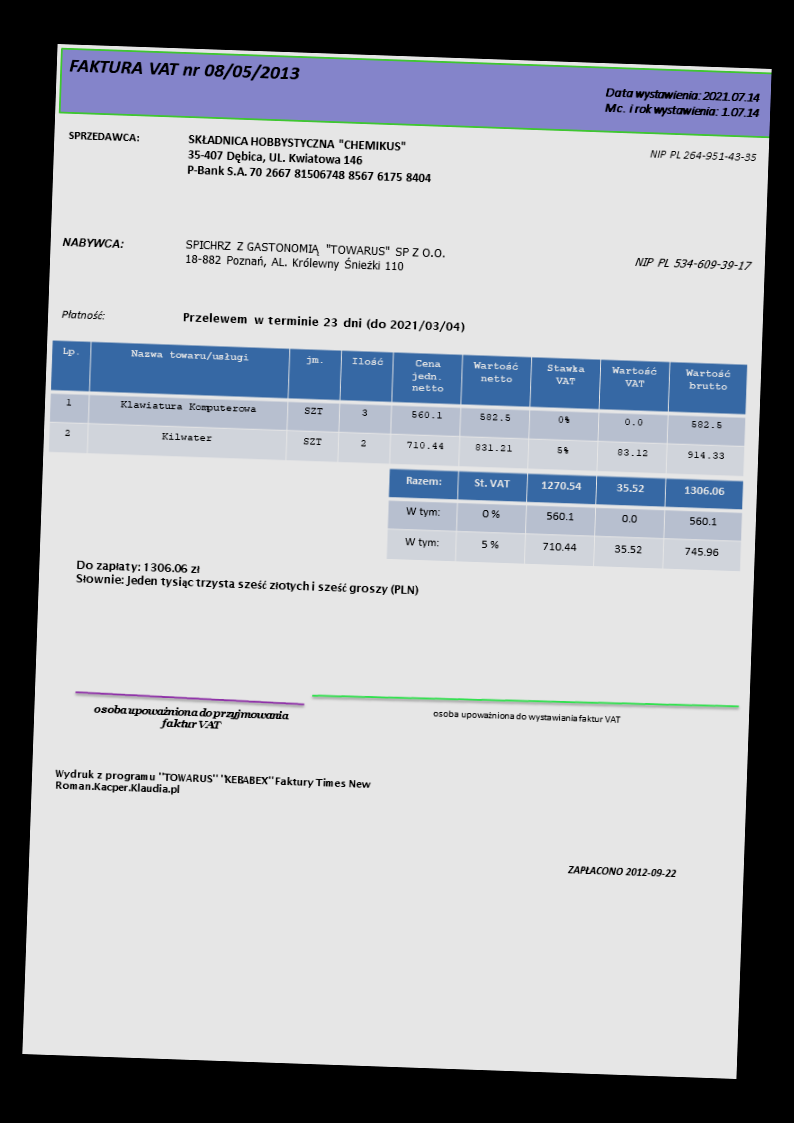 FAKTURA VAT nr 08/05/2013
Data wystawienia: 2021.07.14
Mc. i rok wystawienia: 1.07.14
SPRZEDAWCA:
SKŁADNICA HOBBYSTYCZNA "CHEMIKUS"
35-407 Dębica, UL. Kwiatowa 146
P-Bank S.A. 70 2667 81506748 8567 6175 8404
NIP PL 264-951-43-35
NABYWCA:
SPICHRZ Z GASTONOMIĄ "TOWARUS" SP Z O.O.
18-882 Poznań, AL. Królewny Śnieżki 110
NIP PL 534-609-39-17
Płatność: Przelewem w terminie 23 dni (do 2021/03/04)
Lp. Nazwa towaru/usługi jm. Ilość Cena jedn. netto Wartość netto Stawka VAT Wartość VAT Wartość brutto
1 Klawiatura Komputerowa SZT 3 560.1 582.5 0% 0.0 582.5
2 Kilwater SZT 2 710.44 831.21 5% 83.12 914.33
Razem: St. VAT 1270.54 35.52 1306.06
W tym: 0 % 560.1 0.0 560.1
W tym: 5 % 710.44 35.52 745.96
Do zapłaty: 1306.06 zł
Słownie: Jeden tysiąc trzysta sześć złotych i sześć groszy (PLN)
osoba upoważniona do przyjmowania
faktur VAT
osoba upoważniona do wystawiania faktur VAT
Wydruk z programu "TOWARUS" "KEBABEX" Faktury Times New
Roman.Kacper.Klaudia.pl
ZAPŁACONO 2012-09-22